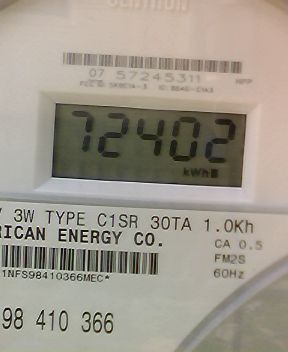 CENTRON
07 57245311
72402
kWh
3W TYPE C1SR 30TA 1.0Kh
RICAN ENERGY CO.
CA 0.5
FM2S
60Hz
1NFS98410366MEC*
98 410 366